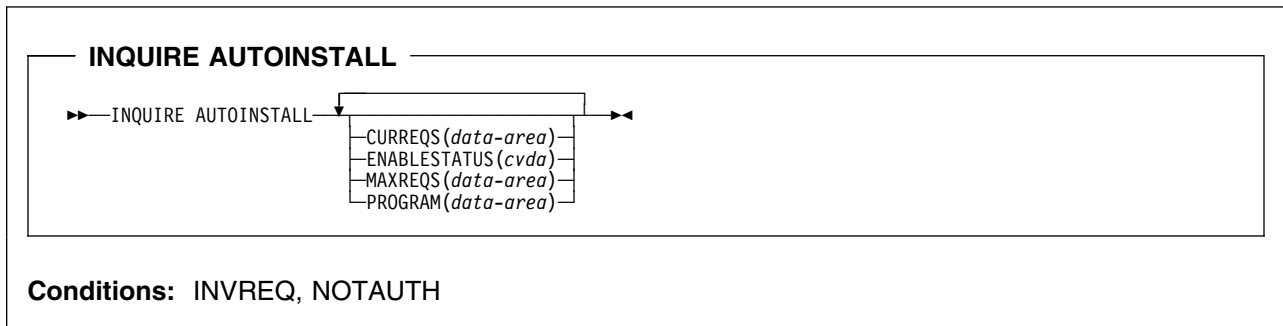 INQUIRE AUTOINSTALL
INQUIRE AUTOINSTALL
CURREQS(data-area)
ENABLESTATUS(cvda)
MAXREQS(data-area)
PROGRAM(data-area)
Conditions: INVREQ, NOTAUTH